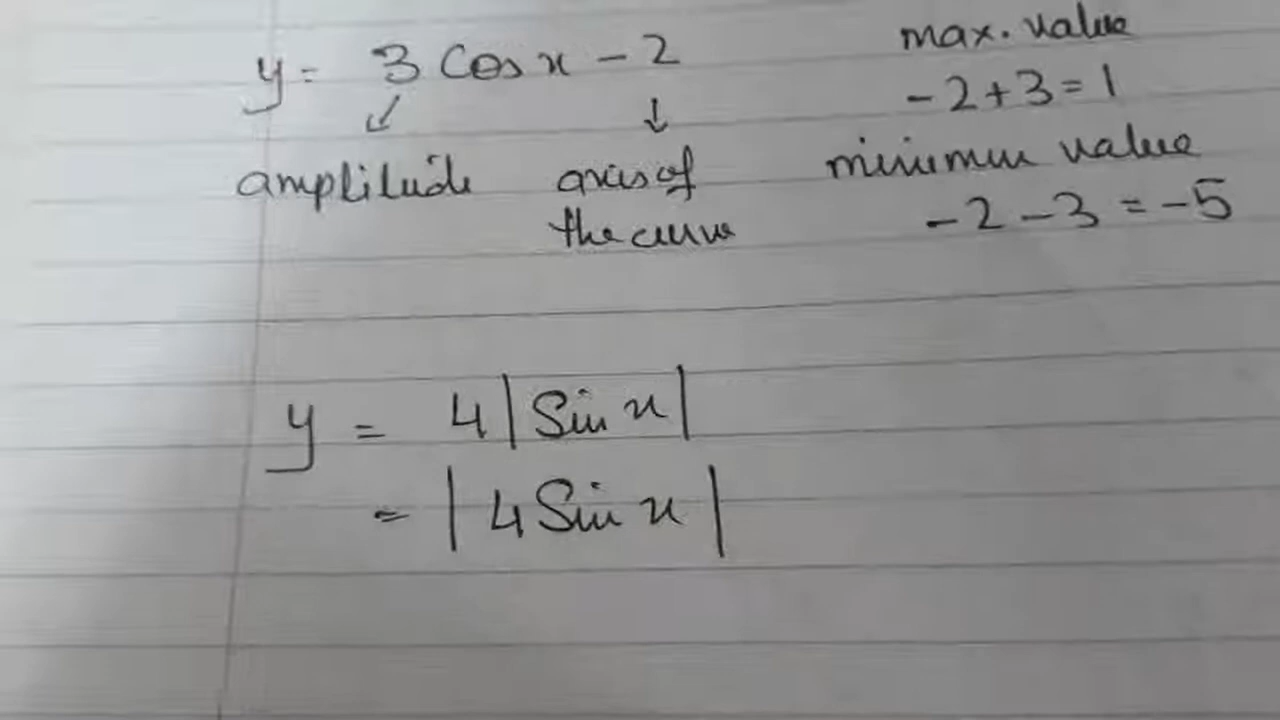 y = 3 Cos x - 2
↙ ↓
amplitude axis of
the curve
max. value
- 2 + 3 = 1
minimum value
- 2 - 3 = -5
y = 4 |Sin x|
= |4 Sin x|